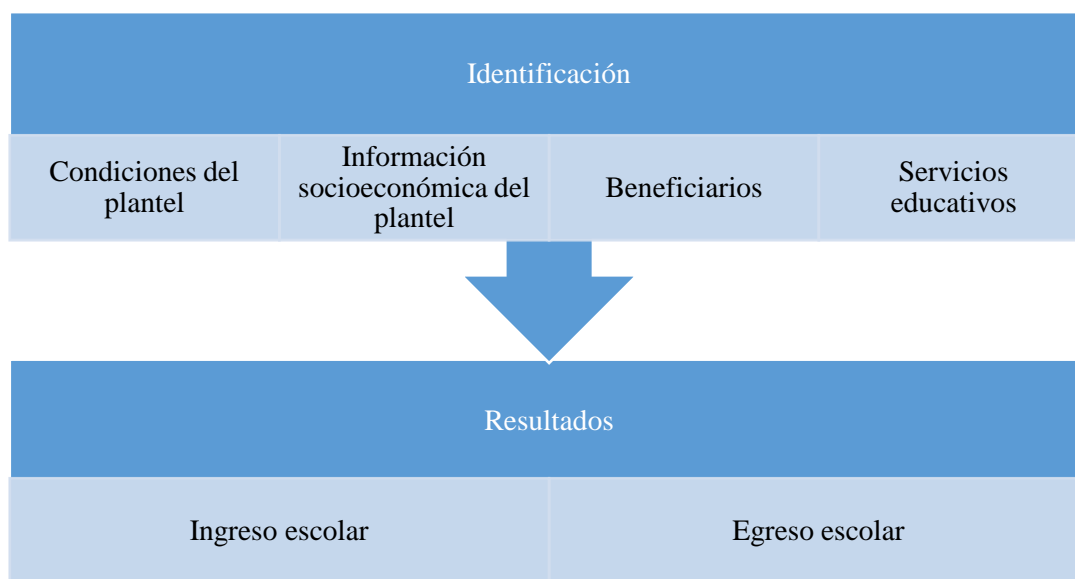 Identificación
Condiciones del
plantel
Información
socioeconómica del
plantel
Beneficiarios
Servicios
educativos
Resultados
Ingreso escolar
Egreso escolar